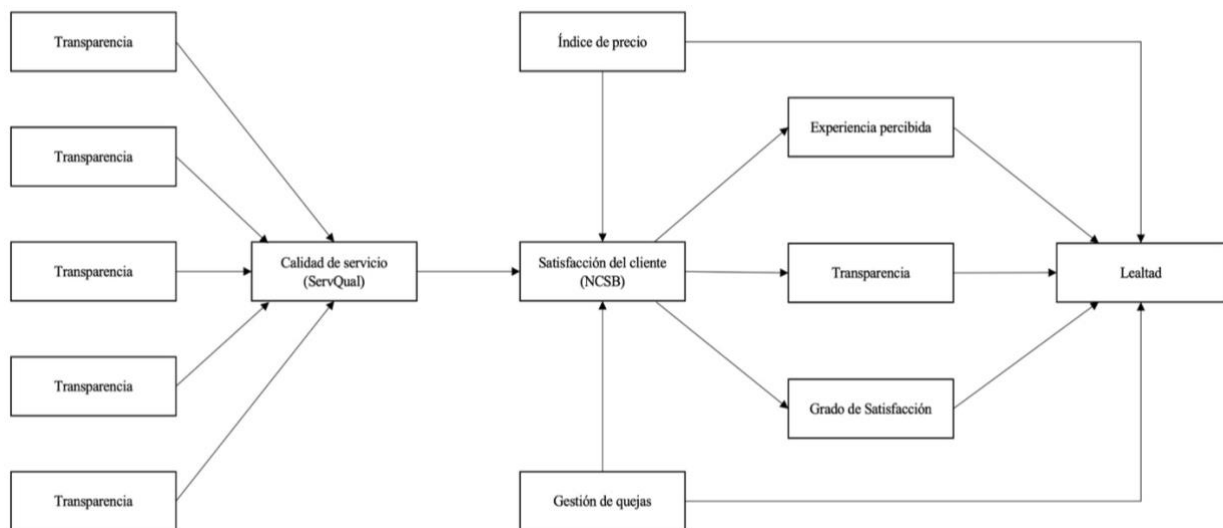 Transparencia
Índice de precio
Experiencia percibida
Transparencia
Transparencia
Calidad de servicio
(ServQual)
Satisfacción del cliente
(NCSB)
Transparencia
Lealtad
Transparencia
Grado de Satisfacción
Transparencia
Gestión de quejas